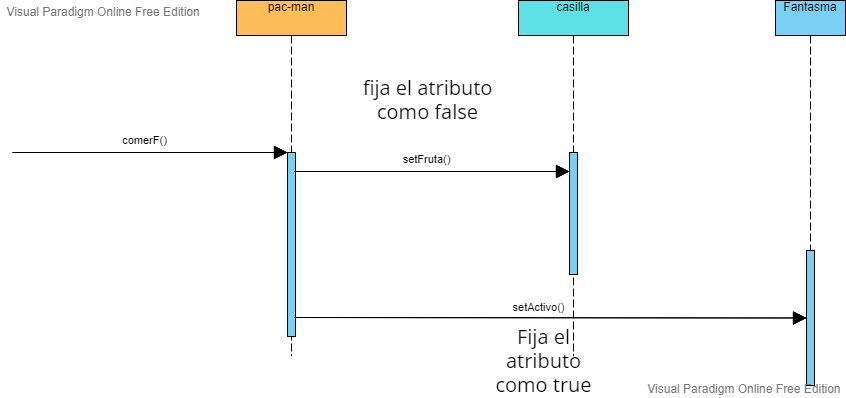 Visual Paradigm Online Free Edition
pac-man
casilla
Fantasma
fija el atributo
como false
comerF()
setFruta()
setActivo()
Fija el
atributo
como true
Visual Paradigm Online Free Edition